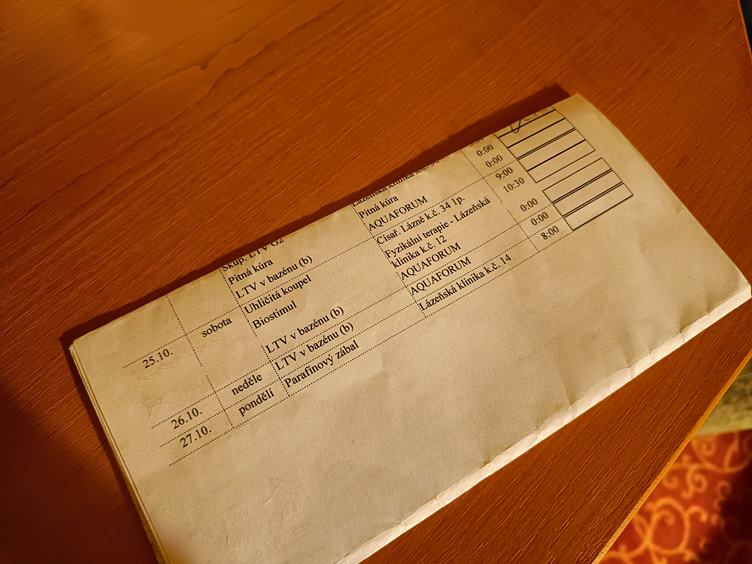 Skup. LTV G2 Lázeňská klinika k.č.
Pitná kúra Pitná kúra 0:00
LTV v bazénu (b) AQUAFORUM 0:00
25.10. sobota Uhličitá koupel Císař. Lázně k.č. 34 1p. 9:00
Biostimul Fyzikální terapie - Lázeňská 10:30
klinika k.č. 12
LTV v bazénu (b) AQUAFORUM 0:00
26.10. neděle LTV v bazénu (b) AQUAFORUM 0:00
27.10. pondělí Parafínový zábal Lázeňská klinika k.č. 14 8:00